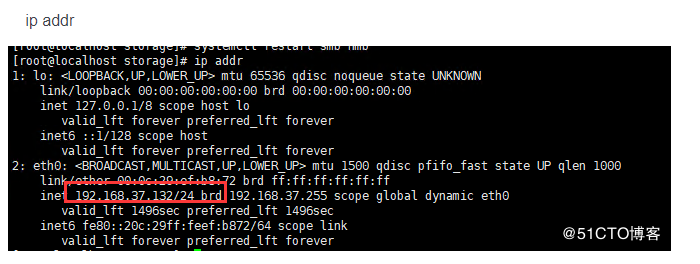 ip addr
[root@localhost storage]# systemctl restart smb nmb
[root@localhost storage]# ip addr
1: lo: <LOOPBACK,UP,LOWER_UP> mtu 65536 qdisc noqueue state UNKNOWN
link/loopback 00:00:00:00:00:00 brd 00:00:00:00:00:00
inet 127.0.0.1/8 scope host lo
valid_lft forever preferred_lft forever
inet6 ::1/128 scope host
valid_lft forever preferred_lft forever
2: eth0: <BROADCAST,MULTICAST,UP,LOWER_UP> mtu 1500 qdisc pfifo_fast state UP qlen 1000
link/ether 00:0c:29:ef:b8:72 brd ff:ff:ff:ff:ff:ff
inet 192.168.37.132/24 brd 192.168.37.255 scope global dynamic eth0
valid_lft 1496sec preferred_lft 1496sec
inet6 fe80::20c:29ff:feef:b872/64 scope link
valid_lft forever preferred_lft forever
@51CTO博客